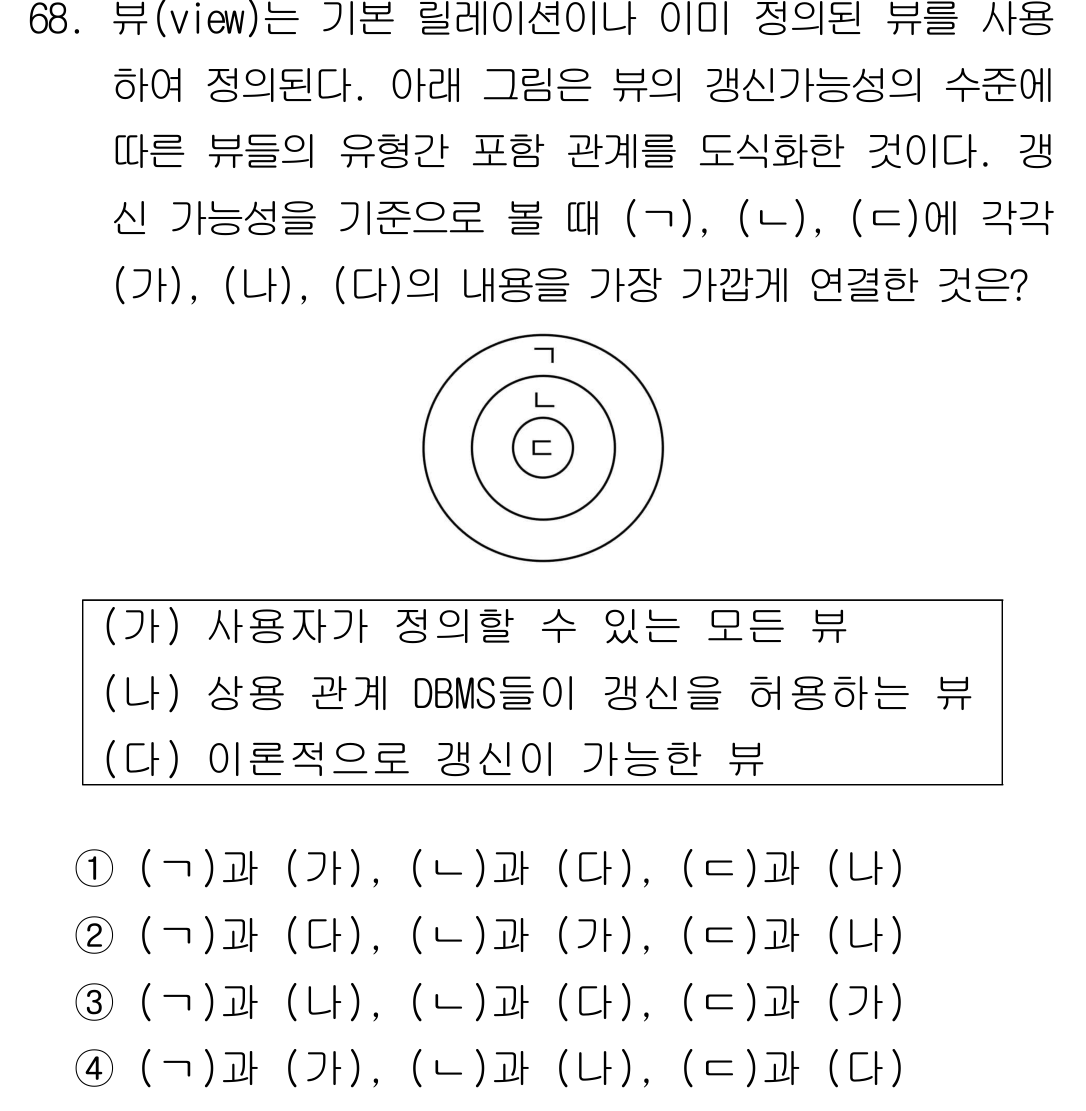 68. 뷰(view)는 기본 릴레이션이나 이미 정의된 뷰를 사용
하여 정의된다. 아래 그림은 뷰의 갱신가능성의 수준에
따른 뷰들의 유형간 포함 관계를 도식화한 것이다. 갱
신 가능성을 기준으로 볼 때 (ㄱ), (ㄴ), (ㄷ)에 각각
(가), (나), (다)의 내용을 가장 가깝게 연결한 것은?
ㄱ
ㄴ
ㄷ
(가) 사용자가 정의할 수 있는 모든 뷰
(나) 상용 관계 DBMS들이 갱신을 허용하는 뷰
(다) 이론적으로 갱신이 가능한 뷰
① (ㄱ)과 (가), (ㄴ)과 (다), (ㄷ)과 (나)
② (ㄱ)과 (다), (ㄴ)과 (가), (ㄷ)과 (나)
③ (ㄱ)과 (나), (ㄴ)과 (다), (ㄷ)과 (가)
④ (ㄱ)과 (가), (ㄴ)과 (나), (ㄷ)과 (다)